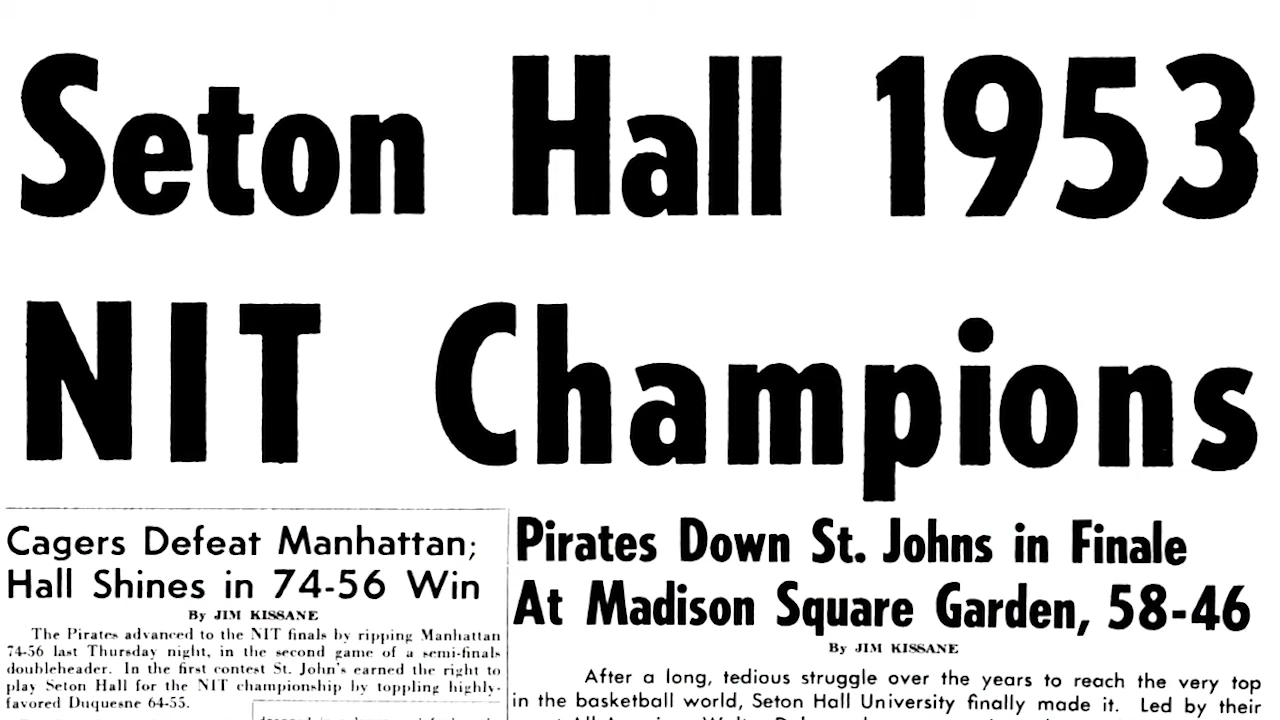 Seton Hall 1953
NIT Champions
Cagers Defeat Manhattan;
Hall Shines in 74-56 Win
By JIM KISSANE
The Pirates advanced to the NIT finals by ripping Manhattan
74-56 last Thursday night, in the second game of a semi-finals
doubleheader. In the first contest St. John's earned the right to
play Seton Hall for the NIT championship by toppling highly-
favored Duquesne 64-55.
Pirates Down St. Johns in Finale
At Madison Square Garden, 58-46
By JIM KISSANE
After a long, tedious struggle over the years to reach the very top
in the basketball world, Seton Hall University finally made it. Led by their